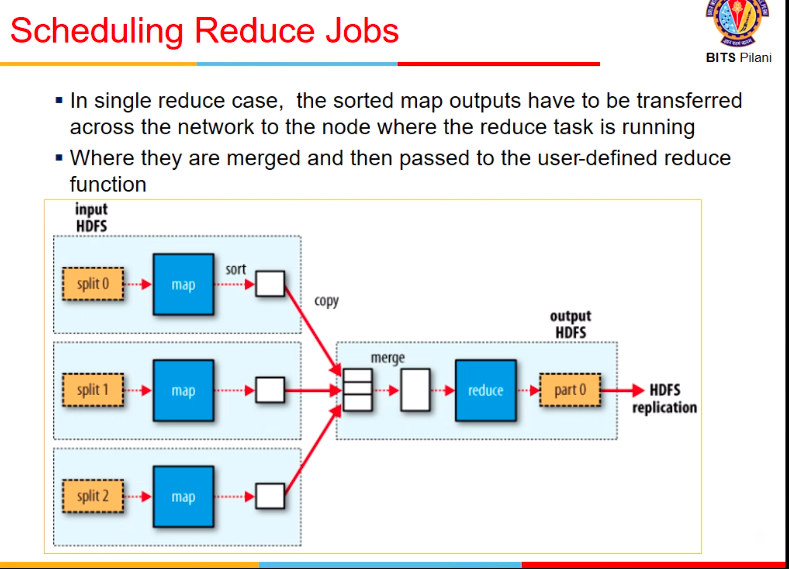 Scheduling Reduce Jobs
BITS Pilani
▪ In single reduce case, the sorted map outputs have to be transferred
across the network to the node where the reduce task is running
▪ Where they are merged and then passed to the user-defined reduce
function
input
HDFS
split 0
map
sort
copy
split 1
map
split 2
map
merge
reduce
output
HDFS
part 0
HDFS
replication